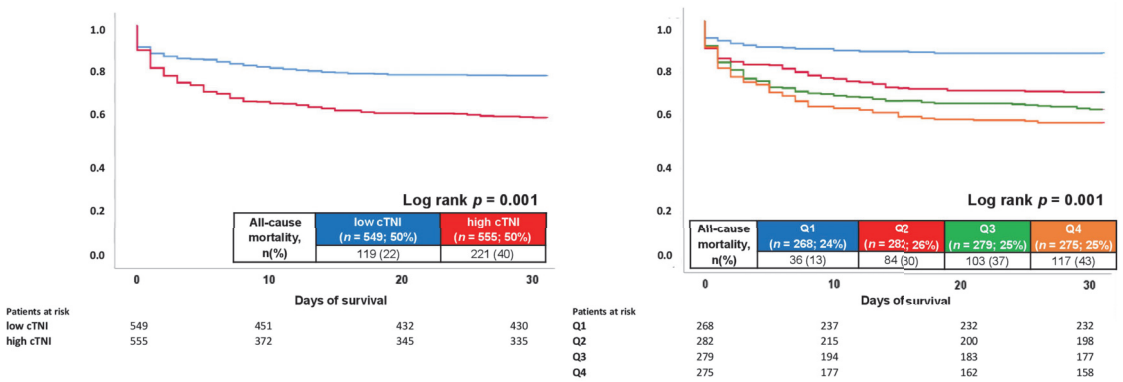 1.0
0.8
0.6
0.4
0.2
0.0
Log rank p = 0.001
All-cause mortality, n(%) low cTNI (n = 549; 50%) high cTNI (n = 555; 50%)
119 (22) 221 (40)
0 10 20 30
Days of survival
Patients at risk
low cTNI 549 451 432 430
high cTNI 555 372 345 335
1.0
0.8
0.6
0.4
0.2
0.0
Log rank p = 0.001
All-cause mortality, n(%) Q1 (n = 268; 24%) Q2 (n = 282; 26%) Q3 (n = 279; 25%) Q4 (n = 275; 25%)
36 (13) 84 (30) 103 (37) 117 (43)
0 10 20 30
Days of survival
Patients at risk
Q1 268 237 232 232
Q2 282 215 200 198
Q3 279 194 183 177
Q4 275 177 162 158